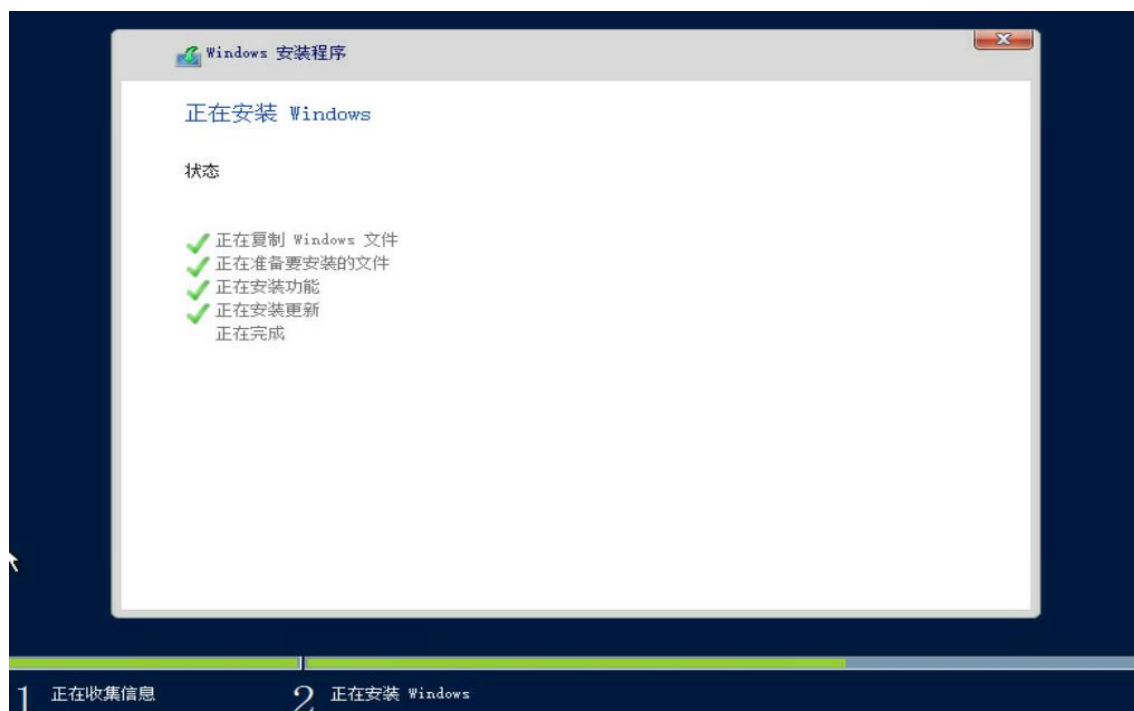 Windows 安装程序
正在安装 Windows
状态
正在复制 Windows 文件
正在准备要安装的文件
正在安装功能
正在安装更新
正在完成
1 正在收集信息
2 正在安装 Windows